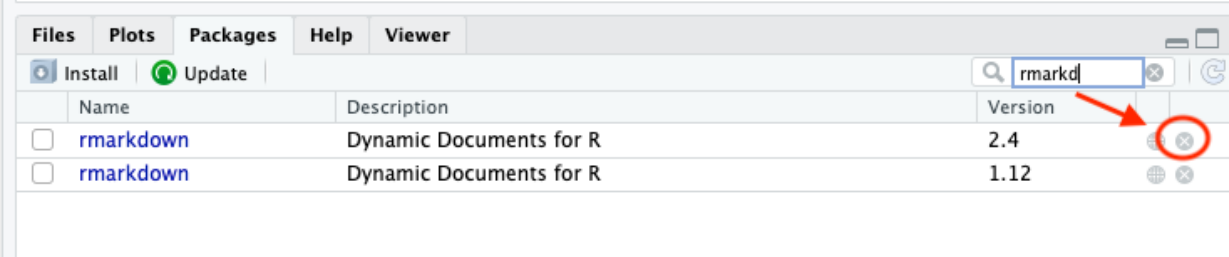 Files Plots Packages Help Viewer
Install Update rmarkd
Name Description Version
rmarkdown Dynamic Documents for R 2.4
rmarkdown Dynamic Documents for R 1.12